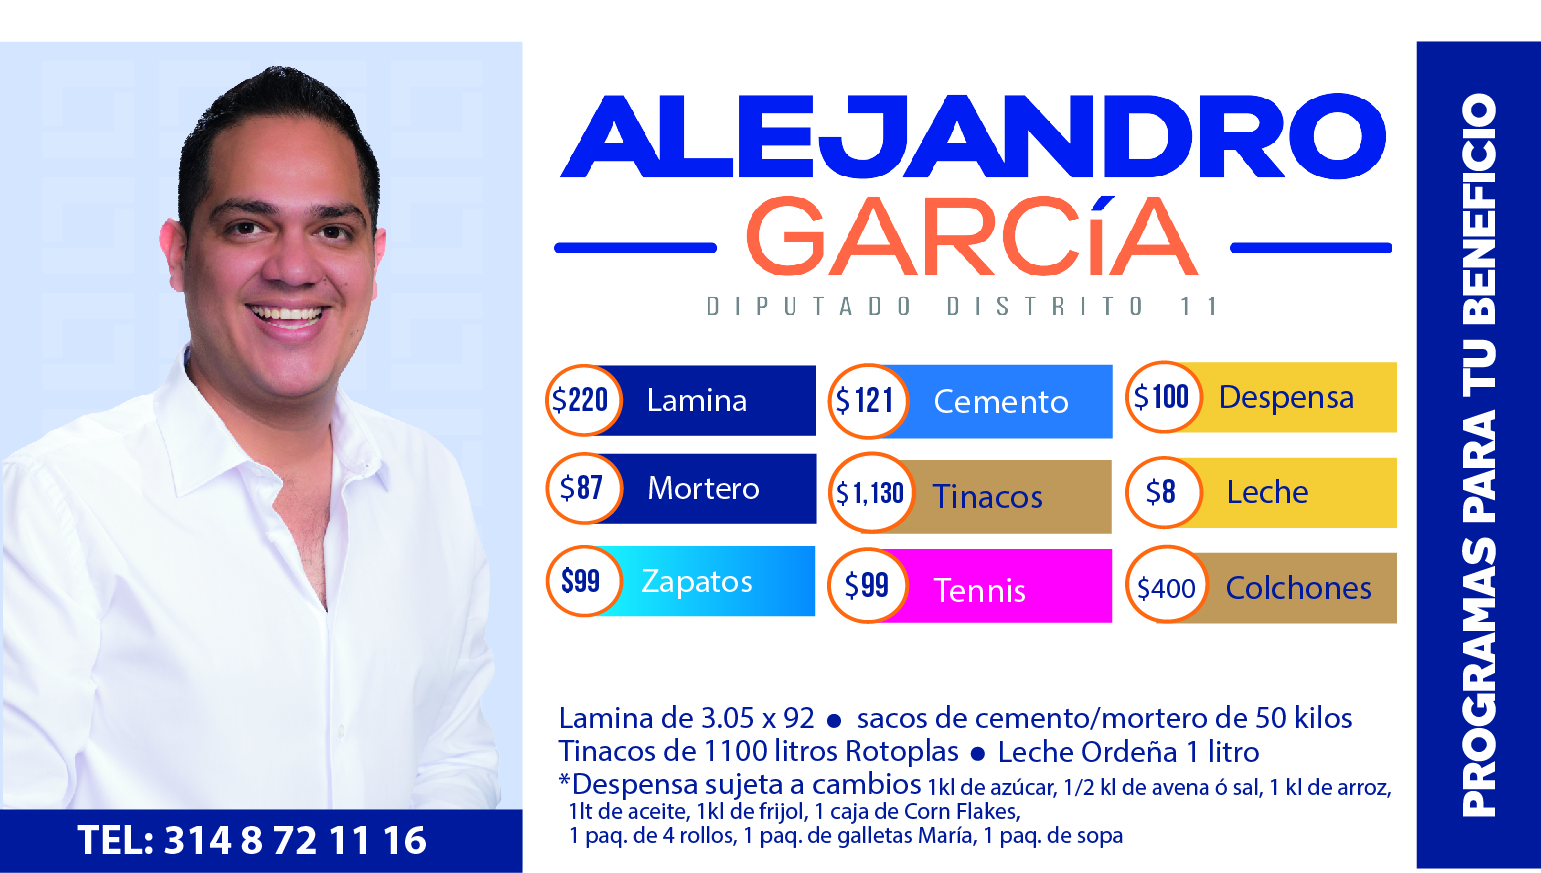 ALEJANDRO
GARCíA
DIPUTADO DISTRITO 11
$220 Lamina
$121 Cemento
$100 Despensa
$87 Mortero
$1,130 Tinacos
$8 Leche
$99 Zapatos
$99 Tennis
$400 Colchones
Lamina de 3.05 x 92 ● sacos de cemento/mortero de 50 kilos
Tinacos de 1100 litros Rotoplas ● Leche Ordeña 1 litro
*Despensa sujeta a cambios 1kl de azúcar, 1/2 kl de avena ó sal, 1 kl de arroz,
1lt de aceite, 1kl de frijol, 1 caja de Corn Flakes,
1 paq. de 4 rollos, 1 paq. de galletas María, 1 paq. de sopa
TEL: 314 8 72 11 16
PROGRAMAS PARA TU BENEFICIO